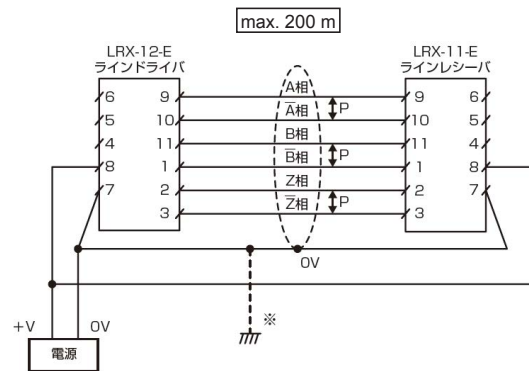 max. 200 m
LRX-12-E
ラインドライバ
LRX-11-E
ラインレシーバ
6 9 A相 9 6
5 10 A̅相 P 10 5
4 11 B相 11 4
8 1 B̅相 P 1 8
7 2 Z相 2 7
3 Z̅相 P 3
0V
※
+V 0V
電源